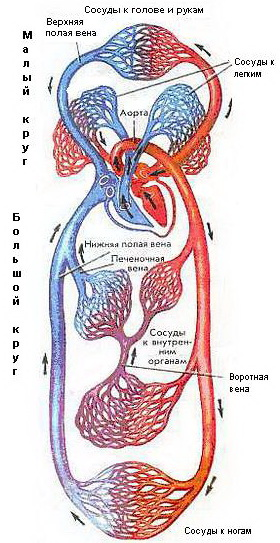 Сосуды к голове и рукам
Верхняя
полая вена
Малый круг
Сосуды к
легким
Аорта
Большой круг
Нижняя полая вена
Печеночная
вена
Сосуды
к внутрен-
ним
органам
Воротная
вена
Сосуды к ногам